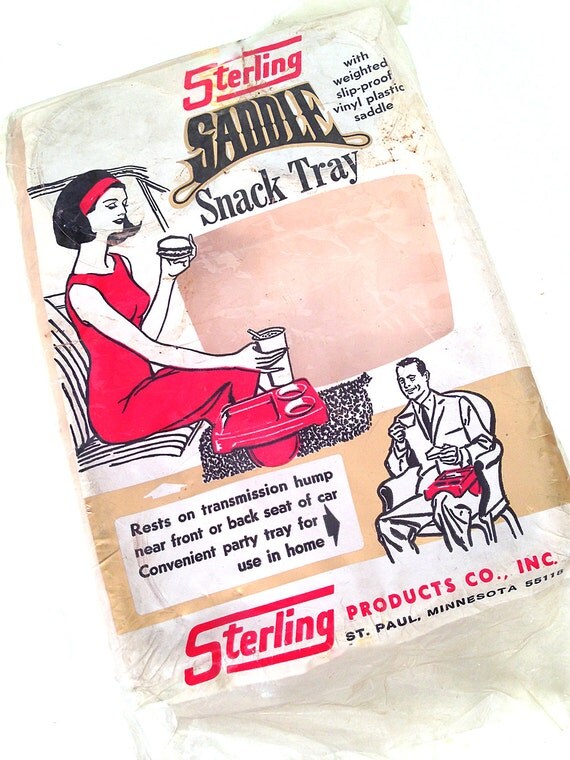 Sterling
SADDLE
Snack Tray
with
weighted
slip-proof
vinyl plastic
saddle
Rests on transmission hump
near front or back seat of car
Convenient party tray for
use in home
Sterling
PRODUCTS CO., INC.
ST. PAUL, MINNESOTA 55118